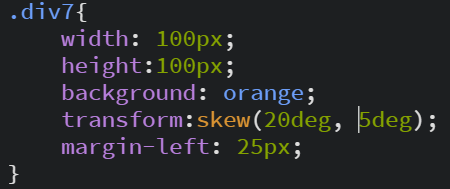 .div7{
    width: 100px;
    height:100px;
    background: orange;
    transform:skew(20deg, 5deg);
    margin-left: 25px;
}